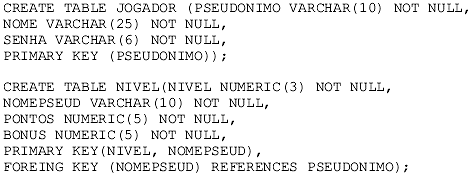 CREATE TABLE JOGADOR (PSEUDONIMO VARCHAR(10) NOT NULL,
NOME VARCHAR(25) NOT NULL,
SENHA VARCHAR(6) NOT NULL,
PRIMARY KEY (PSEUDONIMO));
CREATE TABLE NIVEL(NIVEL NUMERIC(3) NOT NULL,
NOMEPSEUD VARCHAR(10) NOT NULL,
PONTOS NUMERIC(5) NOT NULL,
BONUS NUMERIC(5) NOT NULL,
PRIMARY KEY(NIVEL, NOMEPSEUD),
FOREING KEY (NOMEPSEUD) REFERENCES PSEUDONIMO);